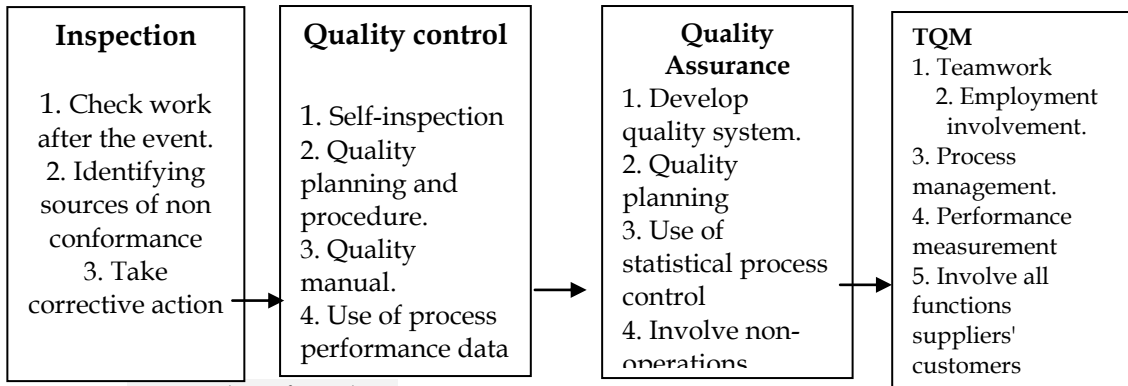 Inspection
1. Check work
after the event.
2. Identifying
sources of non
conformance
3. Take
corrective action
Quality control
1. Self-inspection
2. Quality
planning and
procedure.
3. Quality
manual.
4. Use of process
performance data
Quality
Assurance
1. Develop
quality system.
2. Quality
planning
3. Use of
statistical process
control
4. Involve non-
operations
TQM
1. Teamwork
2. Employment
involvement.
3. Process
management.
4. Performance
measurement
5. Involve all
functions
suppliers'
customers